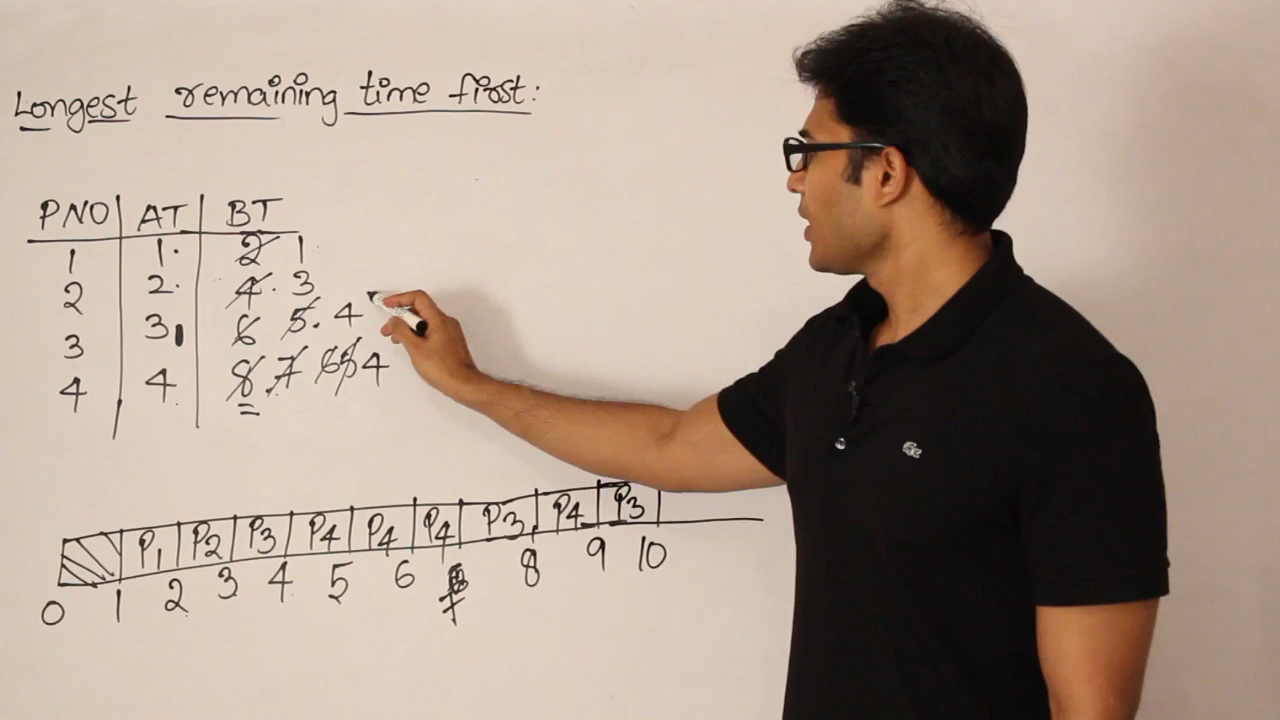 Longest remaining time first:
PNO AT BT
1 1. 2 1
2 2. 4. 3
3 3 6 5. 4
4 4 8. 7 6 5 4
P1 P2 P3 P4 P4 P4 P3 P4 P3
0 1 2 3 4 5 6 7 8 9 10